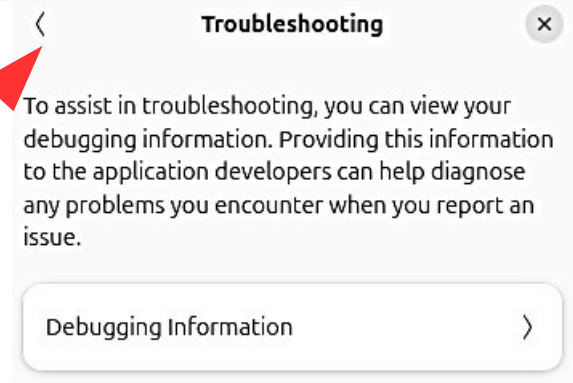 Troubleshooting
To assist in troubleshooting, you can view your
debugging information. Providing this information
to the application developers can help diagnose
any problems you encounter when you report an
issue.
Debugging Information